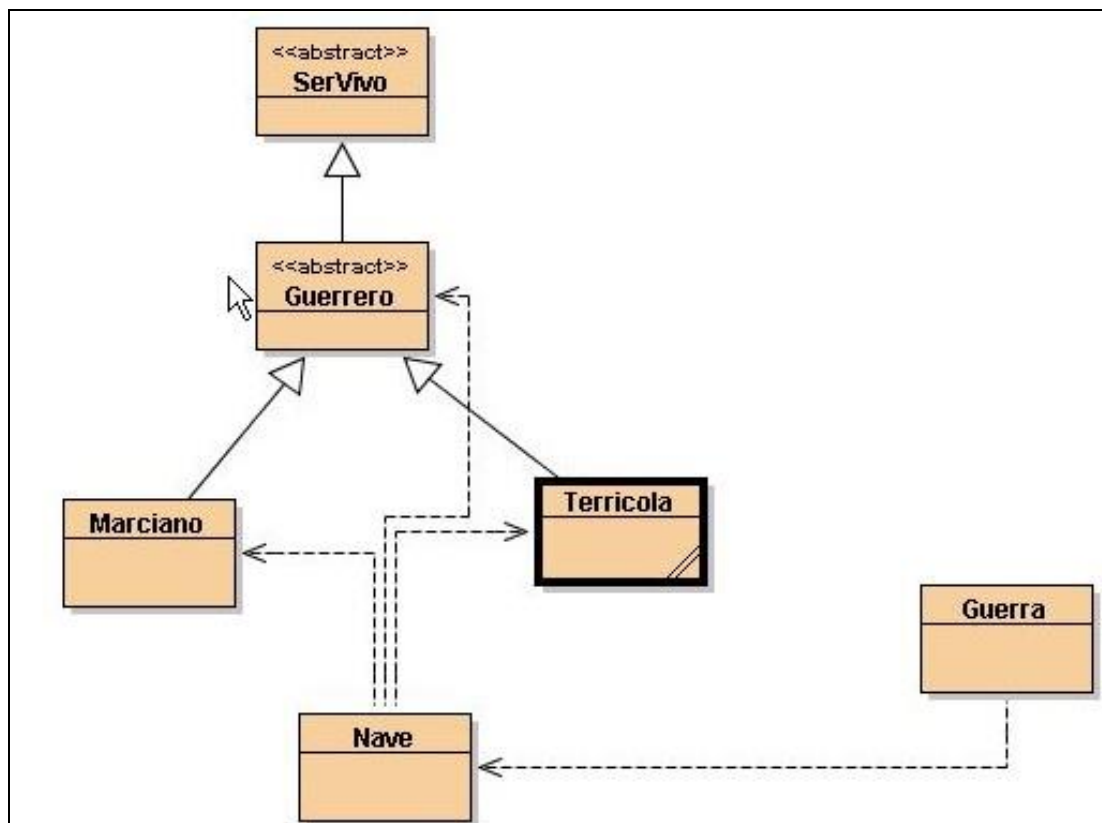 <<abstract>>
SerVivo
<<abstract>>
Guerrero
Marciano
Terricola
Guerra
Nave